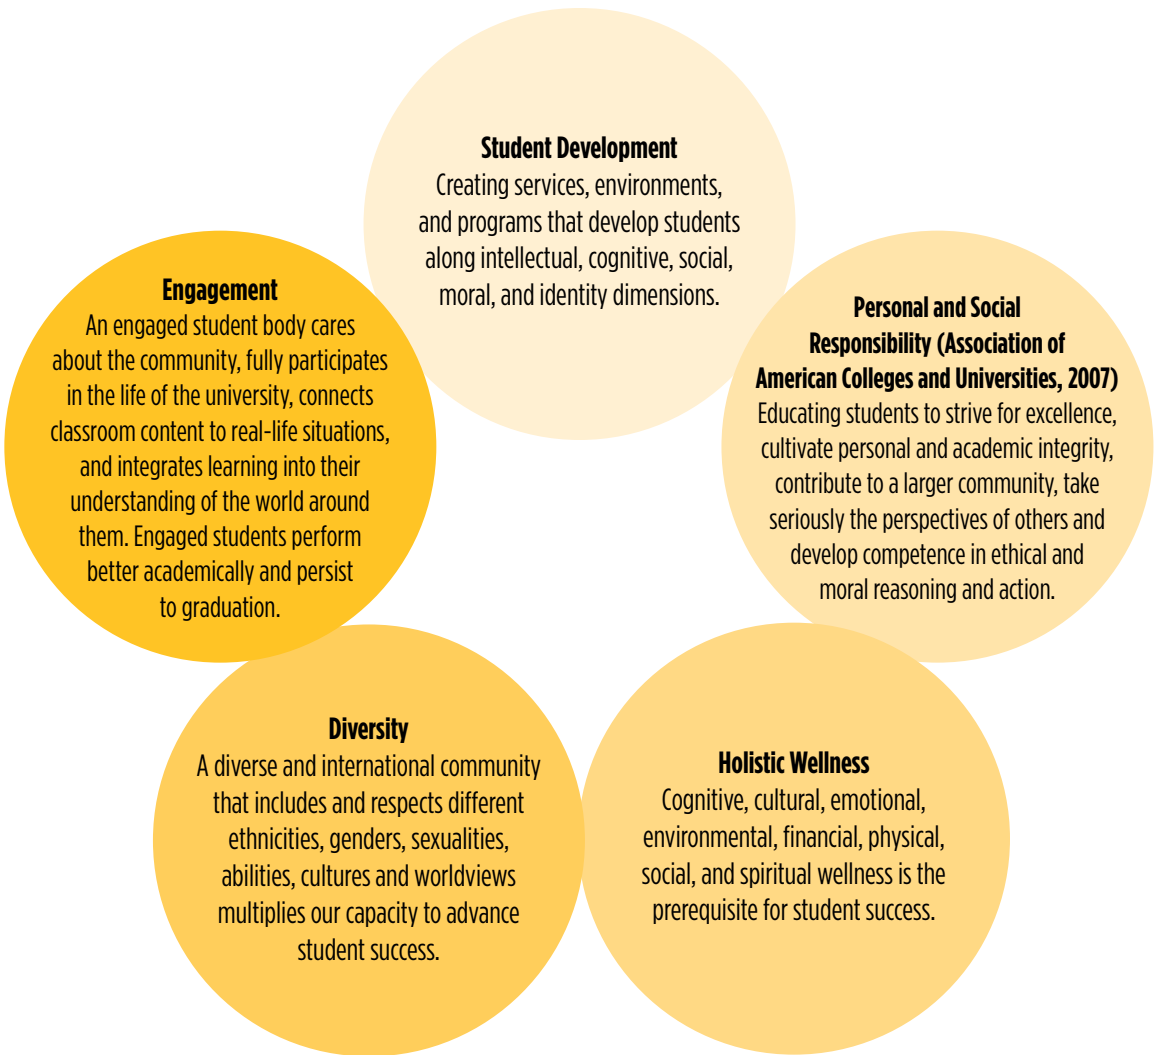 Student Development
Creating services, environments,
and programs that develop students
along intellectual, cognitive, social,
moral, and identity dimensions.
Engagement
An engaged student body cares
about the community, fully participates
in the life of the university, connects
classroom content to real-life situations,
and integrates learning into their
understanding of the world around
them. Engaged students perform
better academically and persist
to graduation.
Personal and Social
Responsibility (Association of
American Colleges and Universities, 2007)
Educating students to strive for excellence,
cultivate personal and academic integrity,
contribute to a larger community, take
seriously the perspectives of others and
develop competence in ethical and
moral reasoning and action.
Diversity
A diverse and international community
that includes and respects different
ethnicities, genders, sexualities,
abilities, cultures and worldviews
multiplies our capacity to advance
student success.
Holistic Wellness
Cognitive, cultural, emotional,
environmental, financial, physical,
social, and spiritual wellness is the
prerequisite for student success.